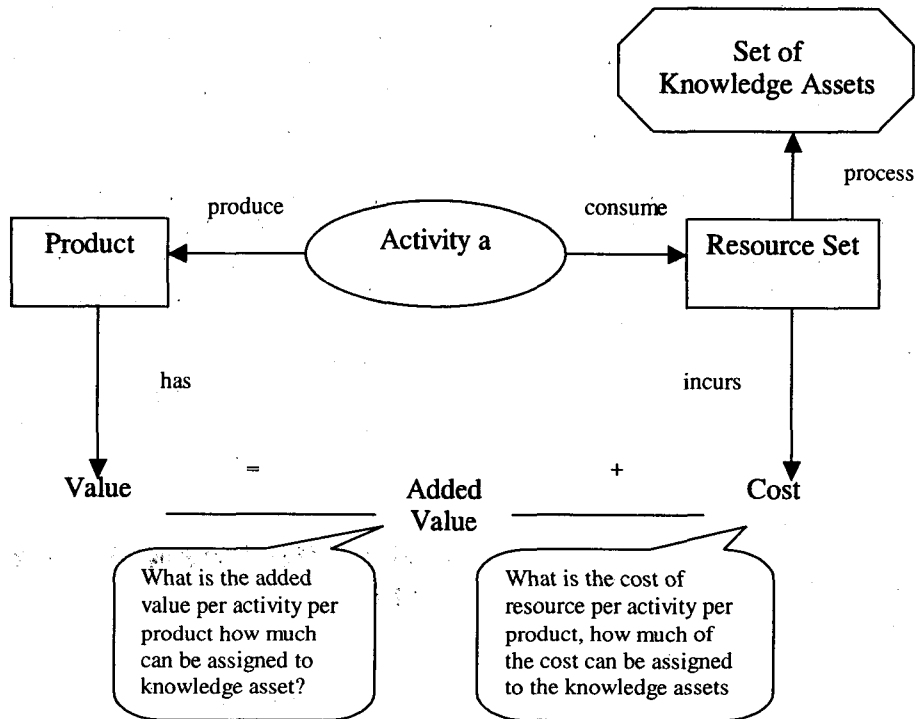 Set of
Knowledge Assets
process
produce
consume
Product
Activity a
Resource Set
has
incurs
=
+
Value
Added
Value
Cost
What is the added
value per activity per
product how much
can be assigned to
knowledge asset?
What is the cost of
resource per activity per
product, how much of
the cost can be assigned
to the knowledge assets